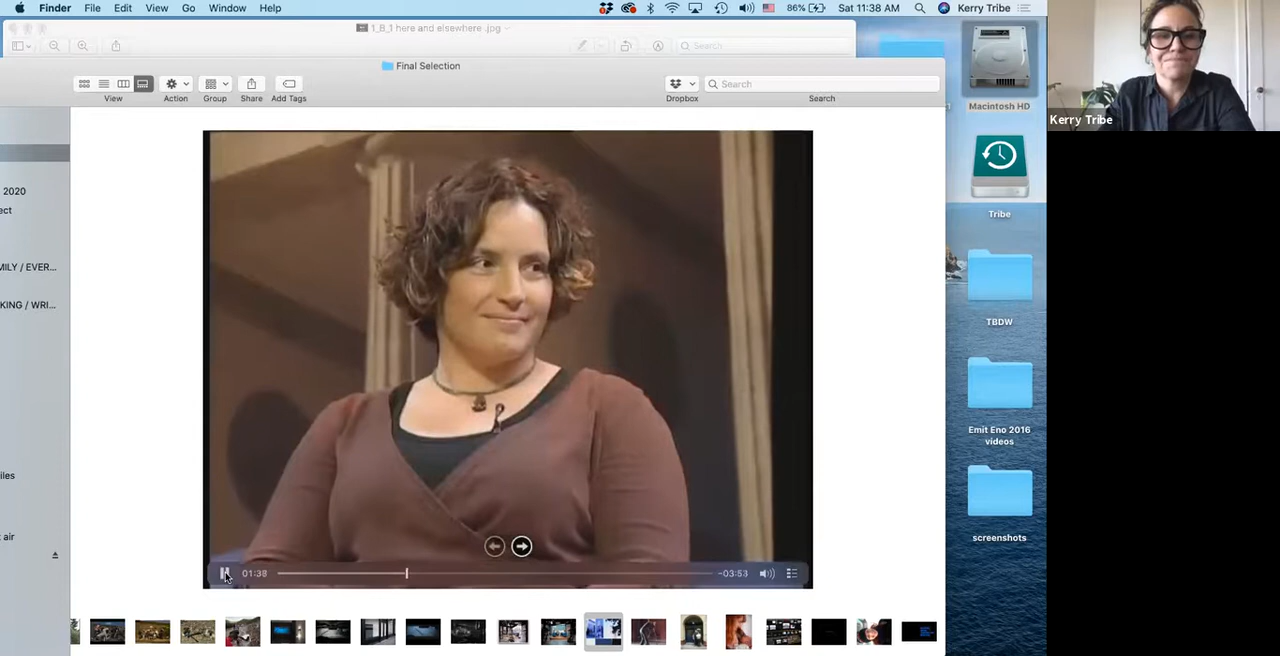 Finder File Edit View Go Window Help 86% Sat 11:38 AM Kerry Tribe
1_B_1 here and elsewhere .jpg
Search
Final Selection
Search
View Action Group Share Add Tags Dropbox Search
Macintosh HD
Kerry Tribe
2020
ect
Tribe
MILY / EVER...
KING / WRI...
TBDW
Emit Eno 2016
videos
iles
air
screenshots
01:38 -03:53